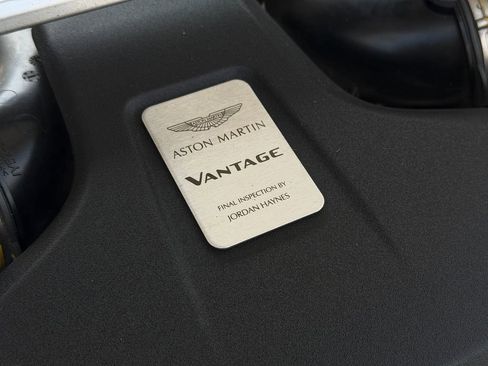 ASTON MARTIN
VANTAGE
FINAL INSPECTION BY
JORDAN HAYNES